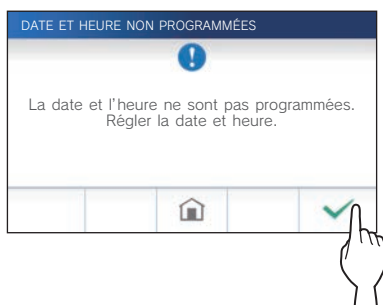 DATE ET HEURE NON PROGRAMMÉES
La date et l'heure ne sont pas programmées.
Régler la date et heure.